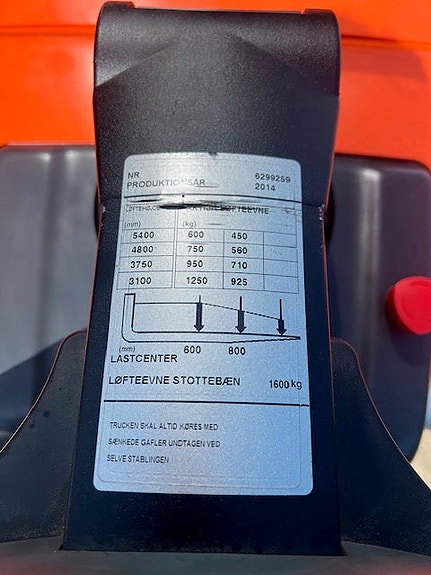 NR 6299259
PRODUKTIONSÅR 2014
LØFTEHØJDE LØFTEEVNE
(mm) (kg)
5400 600 450
4800 750 560
3750 950 710
3100 1250 925
(mm) 600 800
LASTCENTER
LØFTEEVNE STOTTEBÆN 1600 kg
TRUCKEN SKAL ALTID KØRES MED
SÆNKEDE GAFLER UNDTAGEN VED
SELVE STABLINGEN